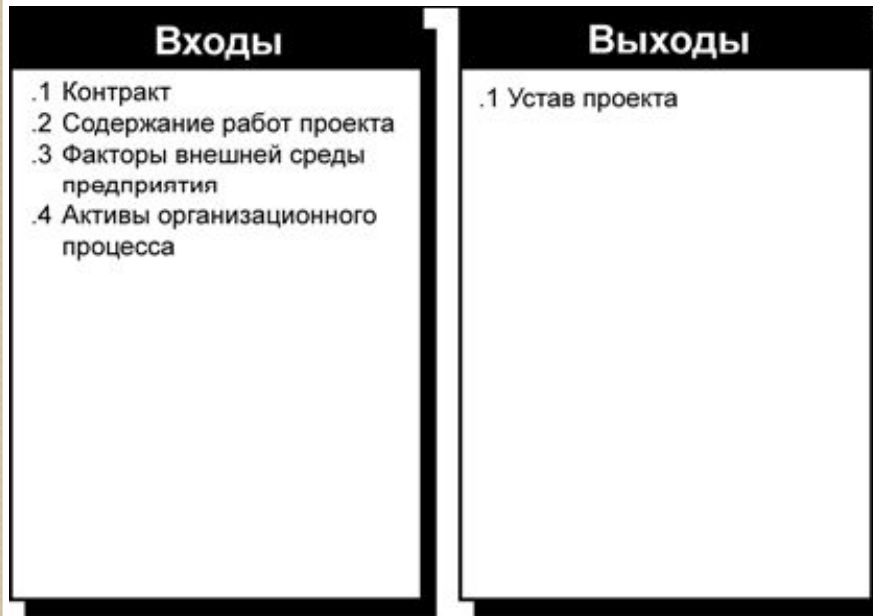 Входы
.1 Контракт
.2 Содержание работ проекта
.3 Факторы внешней среды
предприятия
.4 Активы организационного
процесса
Выходы
.1 Устав проекта